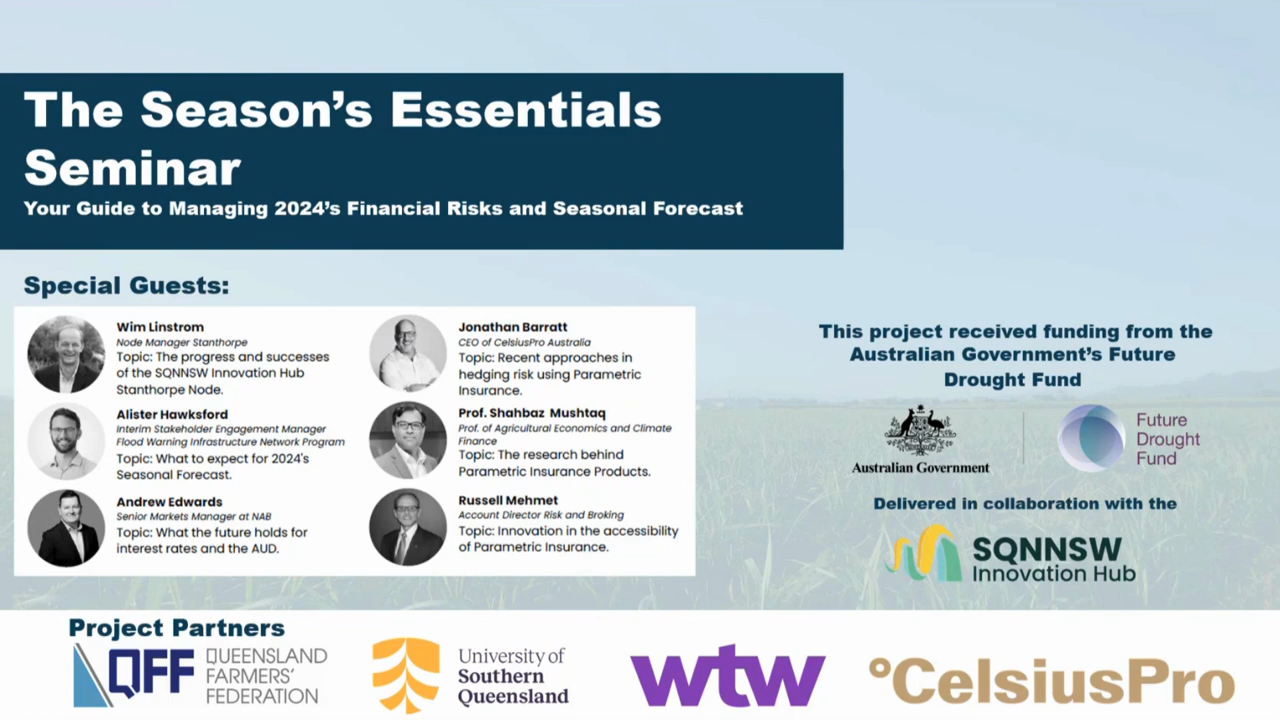 The Season's Essentials
Seminar
Your Guide to Managing 2024's Financial Risks and Seasonal Forecast
Special Guests:
Wim Linstrom
Node Manager Stanthorpe
Topic: The progress and successes
of the SQNNSW Innovation Hub
Stanthorpe Node.
Alister Hawksford
Interim Stakeholder Engagement Manager
Flood Warning Infrastructure Network Program
Topic: What to expect for 2024's
Seasonal Forecast.
Andrew Edwards
Senior Markets Manager at NAB
Topic: What the future holds for
interest rates and the AUD.
Jonathan Barratt
CEO of CelsiusPro Australia
Topic: Recent approaches in
hedging risk using Parametric
Insurance.
Prof. Shahbaz Mushtaq
Prof. of Agricultural Economics and Climate
Finance
Topic: The research behind
Parametric Insurance Products.
Russell Mehmet
Account Director Risk and Broking
Topic: Innovation in the accessibility
of Parametric Insurance.
This project received funding from the
Australian Government's Future
Drought Fund
Australian Government
Future
Drought
Fund
Delivered in collaboration with the
SQNNSW
Innovation Hub
Project Partners
QFF
QUEENSLAND
FARMERS'
FEDERATION
University of
Southern
Queensland
wtw
°CelsiusPro